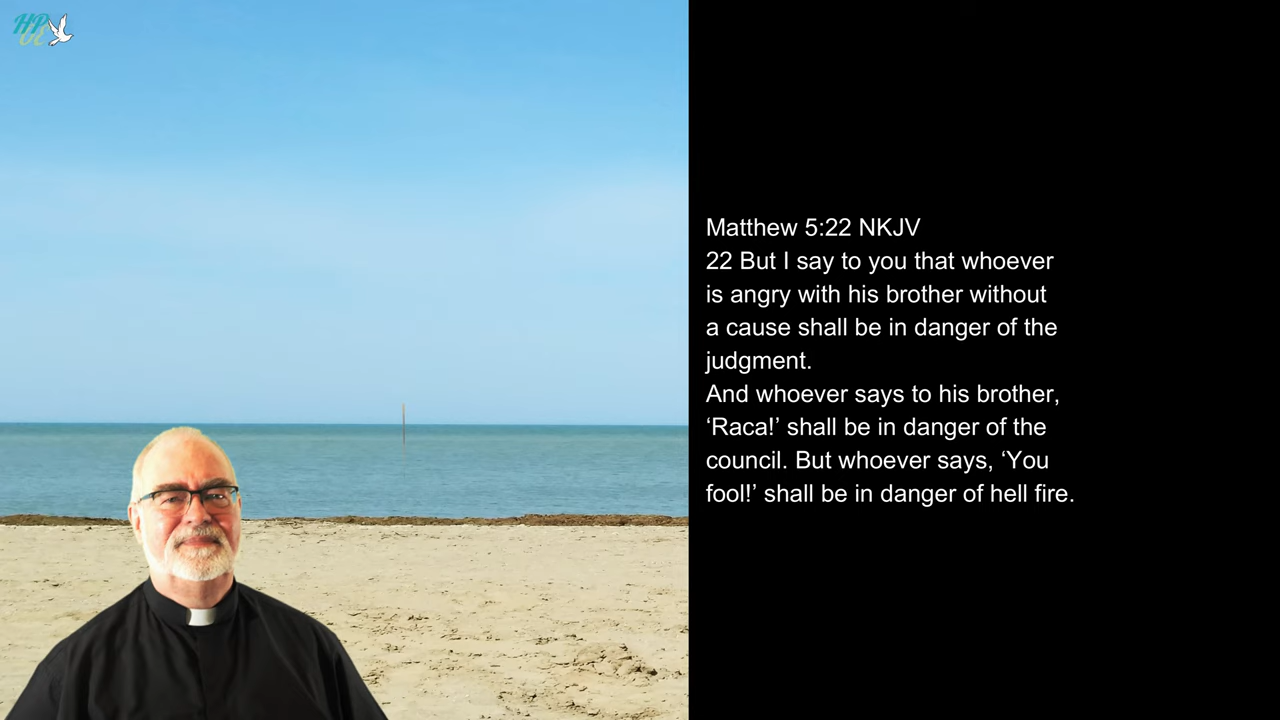 HP
Matthew 5:22 NKJV
22 But I say to you that whoever
is angry with his brother without
a cause shall be in danger of the
judgment.
And whoever says to his brother,
‘Raca!’ shall be in danger of the
council. But whoever says, ‘You
fool!’ shall be in danger of hell fire.